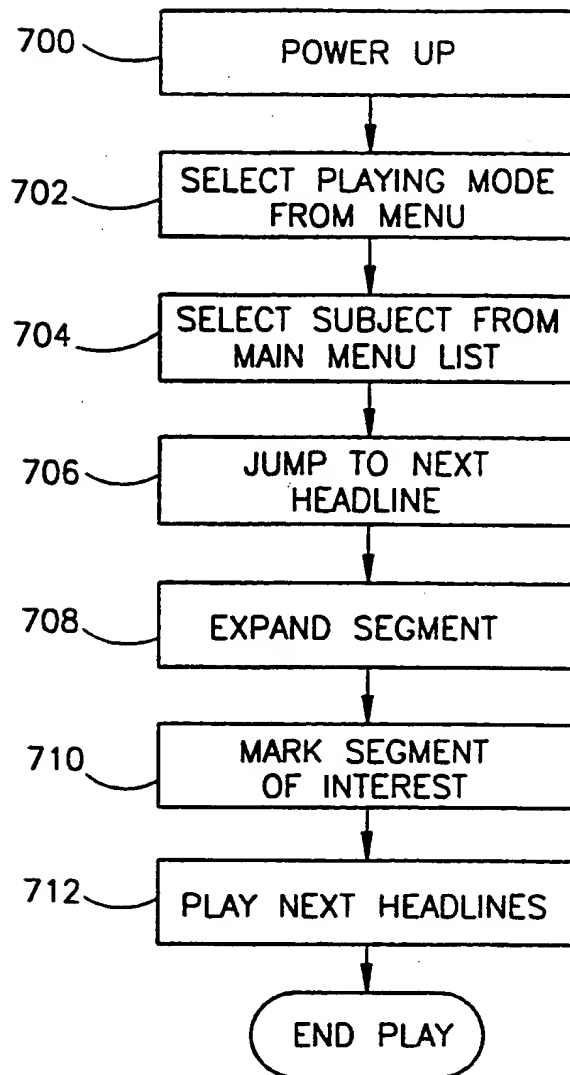 700
POWER UP
702
SELECT PLAYING MODE
FROM MENU
704
SELECT SUBJECT FROM
MAIN MENU LIST
706
JUMP TO NEXT
HEADLINE
708
EXPAND SEGMENT
710
MARK SEGMENT
OF INTEREST
712
PLAY NEXT HEADLINES
END PLAY